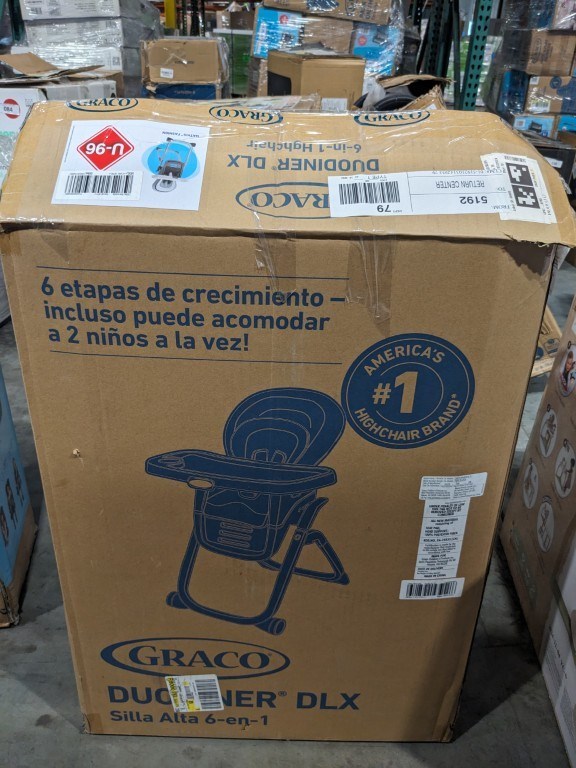 GRACO
GRACO
GRACO
DUODINER DLX
6-in-1 Highchair
GRACO
U-96
79
5192
RETURN CENTER
6 etapas de crecimiento –
incluso puede acomodar
a 2 niños a la vez!
AMERICA'S
#1
HIGHCHAIR BRAND®
GRACO®
DUODINER® DLX
Silla Alta 6-en-1